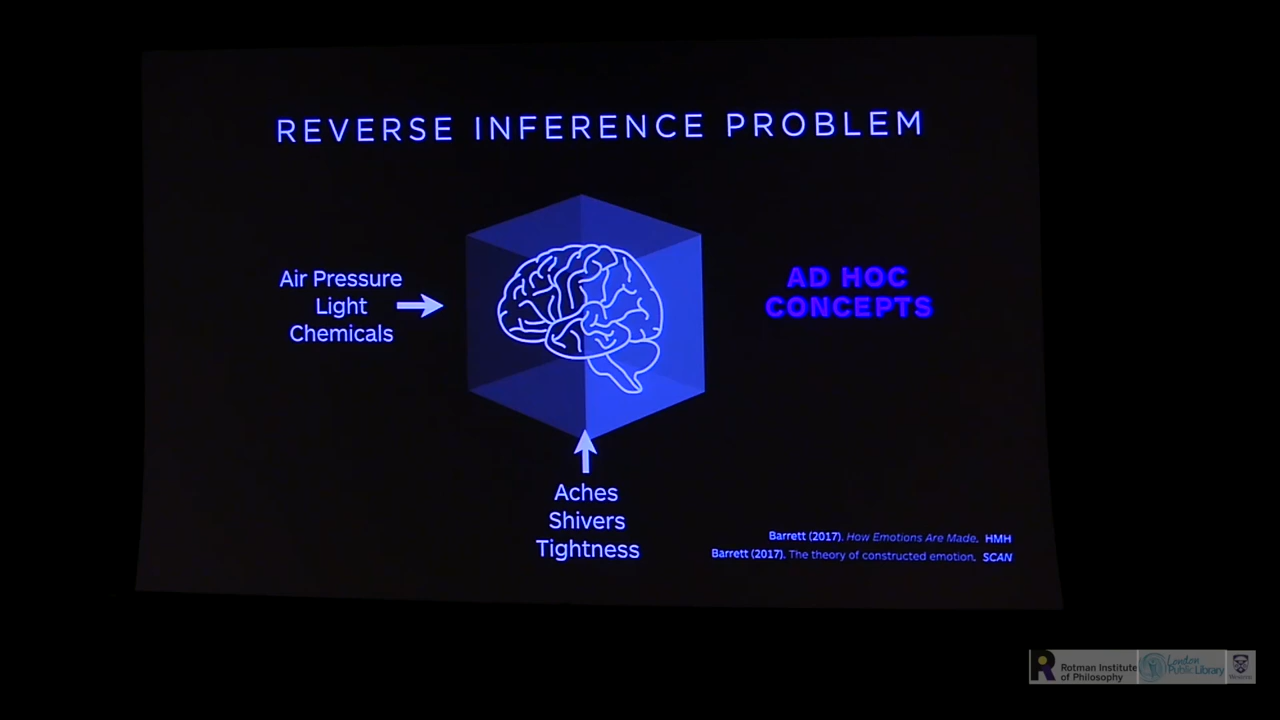 REVERSE INFERENCE PROBLEM
Air Pressure
Light
Chemicals
AD HOC
CONCEPTS
Aches
Shivers
Tightness
Barrett (2017). How Emotions Are Made. HMH
Barrett (2017). The theory of constructed emotion. SCAN
Rotman Institute
of Philosophy
London
Public Library